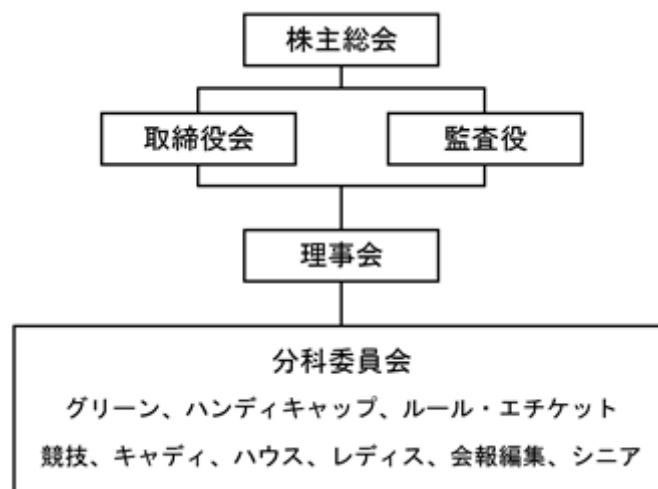 株主総会
取締役会
監査役
理事会
分科委員会
グリーン、ハンディキャップ、ルール・エチケット
競技、キャディ、ハウス、レディス、会報編集、シニア